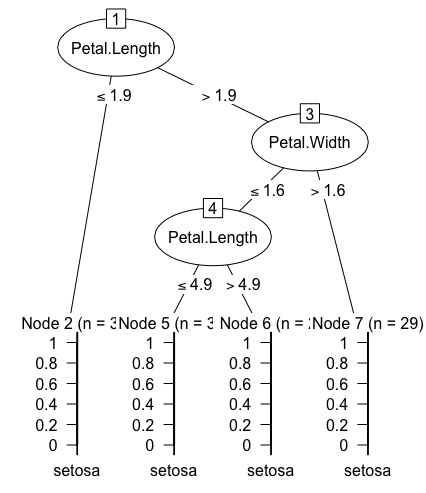 1
Petal.Length
≤ 1.9
> 1.9
3
Petal.Width
≤ 1.6
> 1.6
4
Petal.Length
≤ 4.9
> 4.9
Node 2 (n = Node 5 (n = Node 6 (n = Node 7 (n = 29)
1 1 1 1
0.8 0.8 0.8 0.8
0.6 0.6 0.6 0.6
0.4 0.4 0.4 0.4
0.2 0.2 0.2 0.2
0 0 0 0
setosa setosa setosa setosa